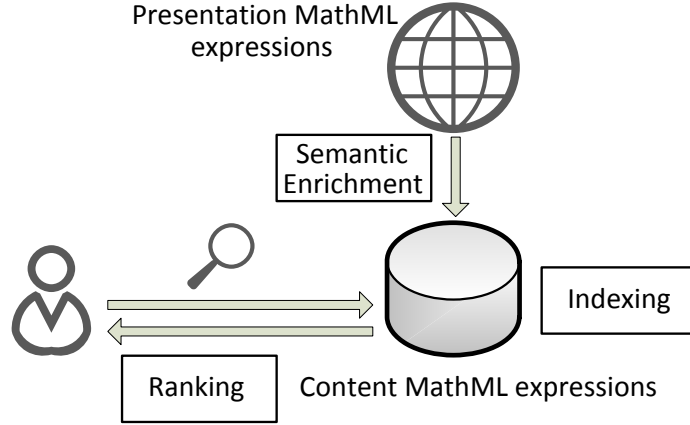 Presentation MathML
expressions
Semantic
Enrichment
Indexing
Ranking
Content MathML expressions